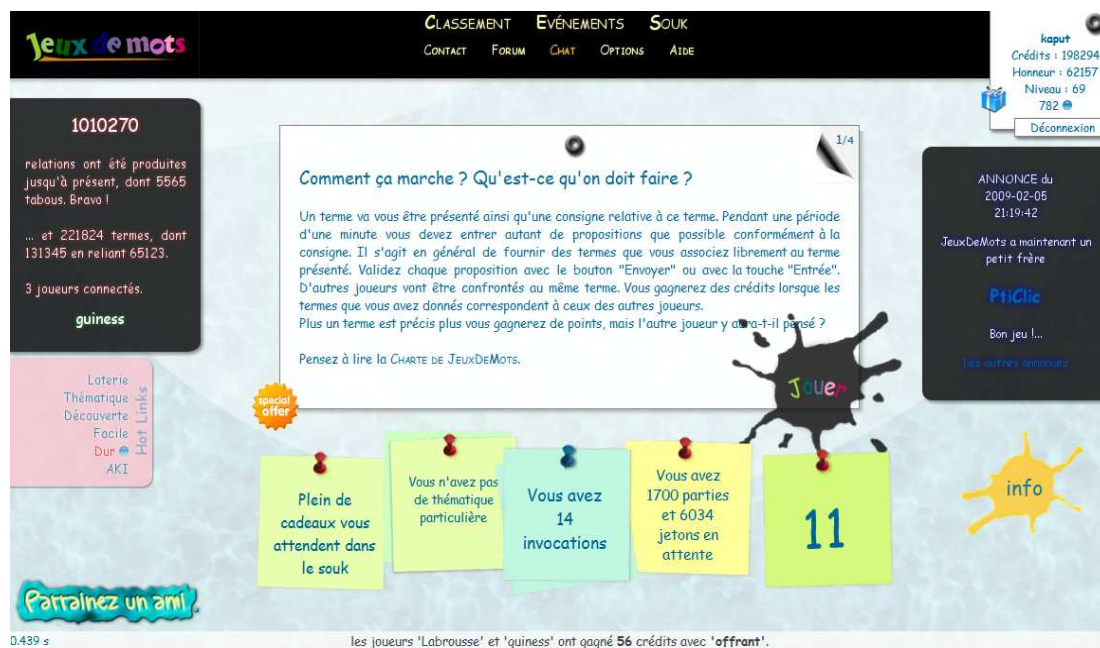 Jeux de mots
Classement Evénements Souk
Contact Forum Chat Options Aide
kaput
Crédits : 198294
Honneur : 62157
Niveau : 69
782
Déconnexion
1010270
relations ont été produites
jusqu'à présent, dont 5565
tabous. Bravo !
... et 221824 termes, dont
131345 en reliant 65123.
3 joueurs connectés.
guiness
Loterie
Thématique
Découverte
Facile
Dur
AKI
Hot Links
Parrainez un ami !
1/4
Comment ça marche ? Qu'est-ce qu'on doit faire ?
Un terme va vous être présenté ainsi qu'une consigne relative à ce terme. Pendant une période
d'une minute vous devez entrer autant de propositions que possible conformément à la
consigne. Il s'agit en général de fournir des termes que vous associez librement au terme
présenté. Validez chaque proposition avec le bouton "Envoyer" ou avec la touche "Entrée".
D'autres joueurs vont être confrontés au même terme. Vous gagnerez des crédits lorsque les
termes que vous avez donnés correspondent à ceux des autres joueurs.
Plus un terme est précis plus vous gagnerez de points, mais l'autre joueur y aura-t-il pensé ?
Pensez à lire la Charte de JeuxDeMots.
special
offer
Jouer
Plein de
cadeaux vous
attendent dans
le souk
Vous n'avez pas
de thématique
particulière
Vous avez
14
invocations
Vous avez
1700 parties
et 6034
jetons en
attente
11
ANNONCE du
2009-02-05
21:19:42
JeuxDeMots a maintenant un
petit frère
PtiClic
Bon jeu !...
Les autres annonces
info
0.439 s
les joueurs 'Labrousse' et 'guiness' ont gagné 56 crédits avec 'offrant'.